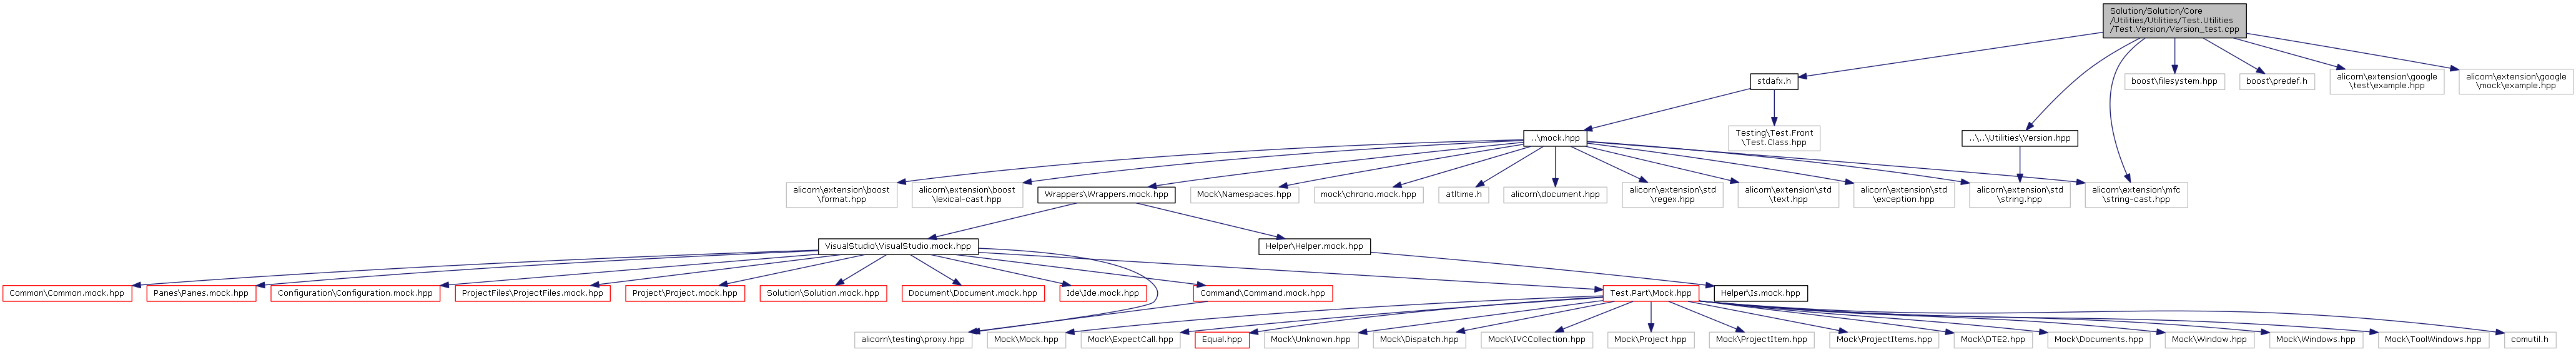 Solution/Solution/Core
/Utilities/Utilities/Test.Utilities
/Test.Version/Version_test.cpp
stdafx.h
boost\filesystem.hpp
boost\predef.h
alicorn\extension\google
\test\example.hpp
alicorn\extension\google
\mock\example.hpp
..\mock.hpp
Testing\Test.Front
\Test.Class.hpp
..\..\Utilities\Version.hpp
alicorn\extension\boost
\format.hpp
alicorn\extension\boost
\lexical-cast.hpp
Wrappers\Wrappers.mock.hpp
Mock\Namespaces.hpp
mock\chrono.mock.hpp
atltime.h
alicorn\document.hpp
alicorn\extension\std
\regex.hpp
alicorn\extension\std
\text.hpp
alicorn\extension\std
\exception.hpp
alicorn\extension\std
\string.hpp
alicorn\extension\mfc
\string-cast.hpp
VisualStudio\VisualStudio.mock.hpp
Helper\Helper.mock.hpp
Common\Common.mock.hpp
Panes\Panes.mock.hpp
Configuration\Configuration.mock.hpp
ProjectFiles\ProjectFiles.mock.hpp
Project\Project.mock.hpp
Solution\Solution.mock.hpp
Document\Document.mock.hpp
Ide\Ide.mock.hpp
Command\Command.mock.hpp
Test.Part\Mock.hpp
Helper\Is.mock.hpp
alicorn\testing\proxy.hpp
Mock\Mock.hpp
Mock\ExpectCall.hpp
Equal.hpp
Mock\Unknown.hpp
Mock\Dispatch.hpp
Mock\IVCCollection.hpp
Mock\Project.hpp
Mock\ProjectItem.hpp
Mock\ProjectItems.hpp
Mock\DTE2.hpp
Mock\Documents.hpp
Mock\Window.hpp
Mock\Windows.hpp
Mock\ToolWindows.hpp
comutil.h